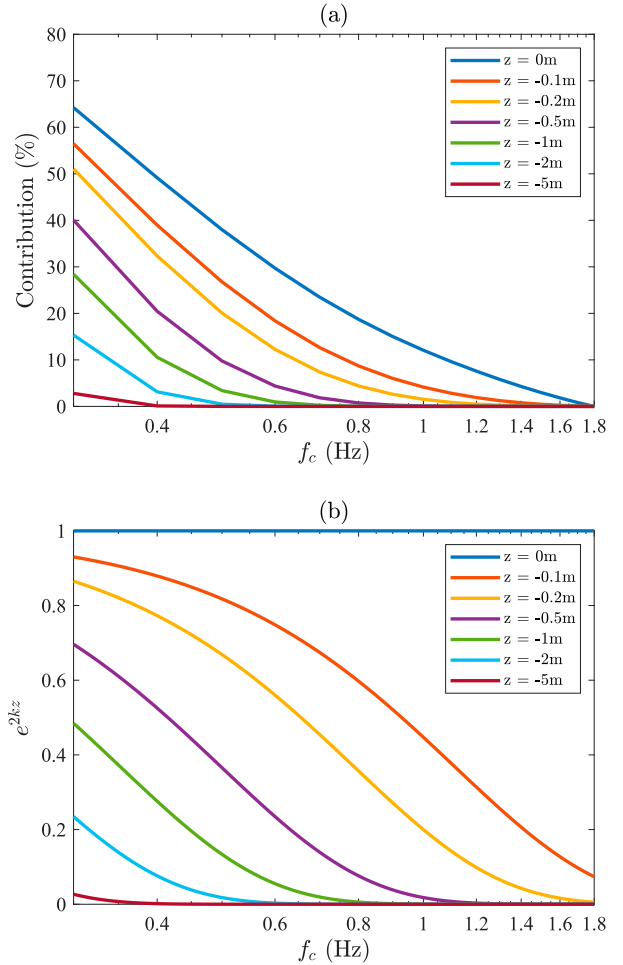 (a)
80
70
60
50
40
30
20
10
0
Contribution (%)
z = 0m
z = -0.1m
z = -0.2m
z = -0.5m
z = -1m
z = -2m
z = -5m
0.4 0.6 0.8 1 1.2 1.4 1.6 1.8
f_c (Hz)
(b)
1
0.8
0.6
0.4
0.2
0
e^{2kz}
z = 0m
z = -0.1m
z = -0.2m
z = -0.5m
z = -1m
z = -2m
z = -5m
0.4 0.6 0.8 1 1.2 1.4 1.6 1.8
f_c (Hz)